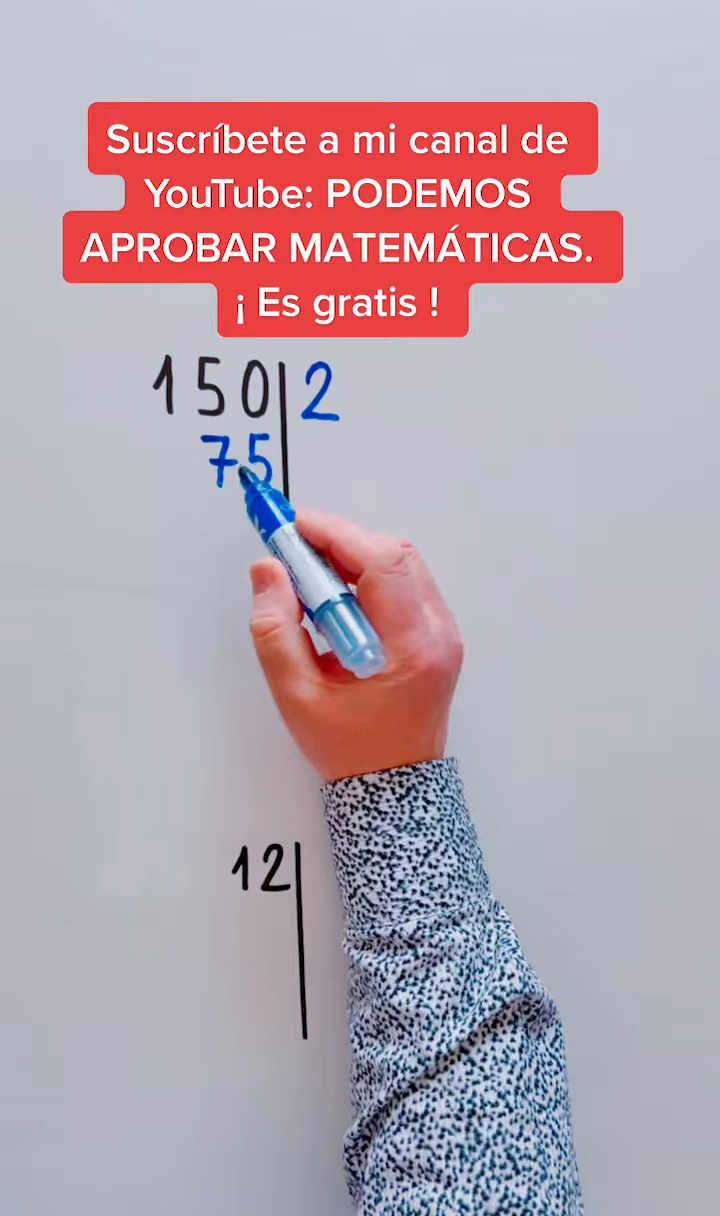 Suscríbete a mi canal de
YouTube: PODEMOS
APROBAR MATEMÁTICAS.
¡ Es gratis !
150 2
75
12